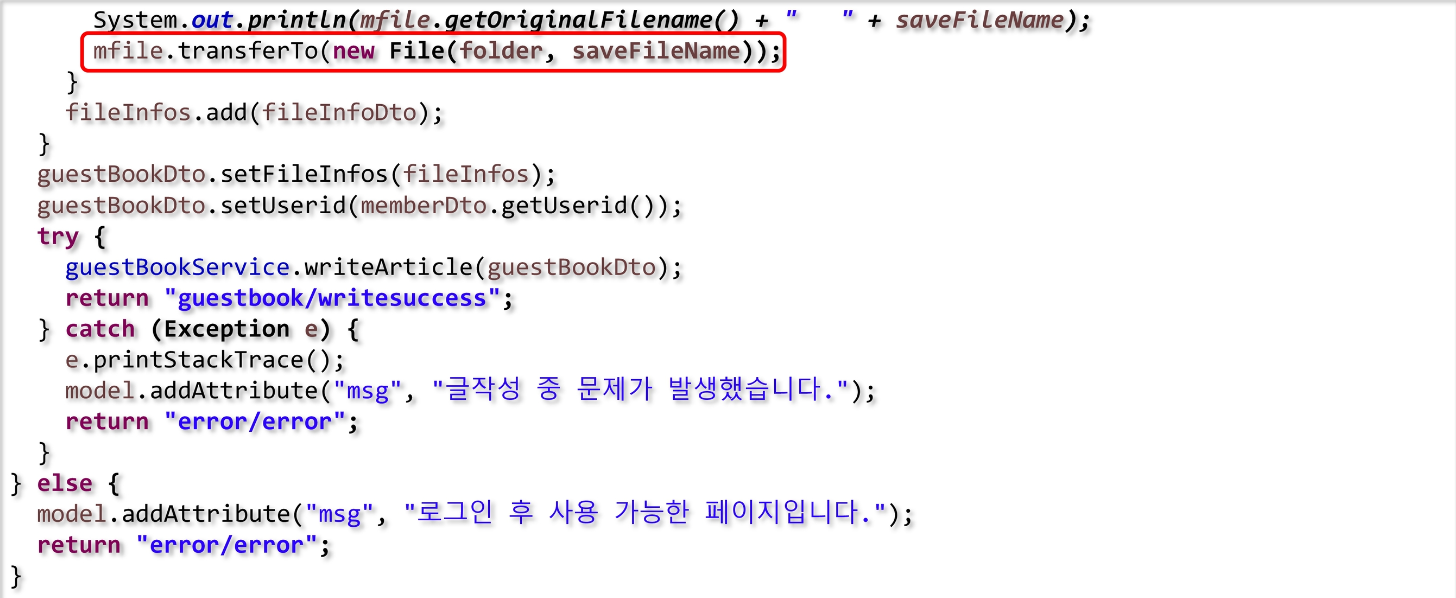 System.out.println(mfile.getOriginalFilename() + "   " + saveFileName);
mfile.transferTo(new File(folder, saveFileName));
}
fileInfos.add(fileInfoDto);
}
guestBookDto.setFileInfos(fileInfos);
guestBookDto.setUserid(memberDto.getUserid());
try {
guestBookService.writeArticle(guestBookDto);
return "guestbook/writesuccess";
} catch (Exception e) {
e.printStackTrace();
model.addAttribute("msg", "글작성 중 문제가 발생했습니다.");
return "error/error";
}
} else {
model.addAttribute("msg", "로그인 후 사용 가능한 페이지입니다.");
return "error/error";
}